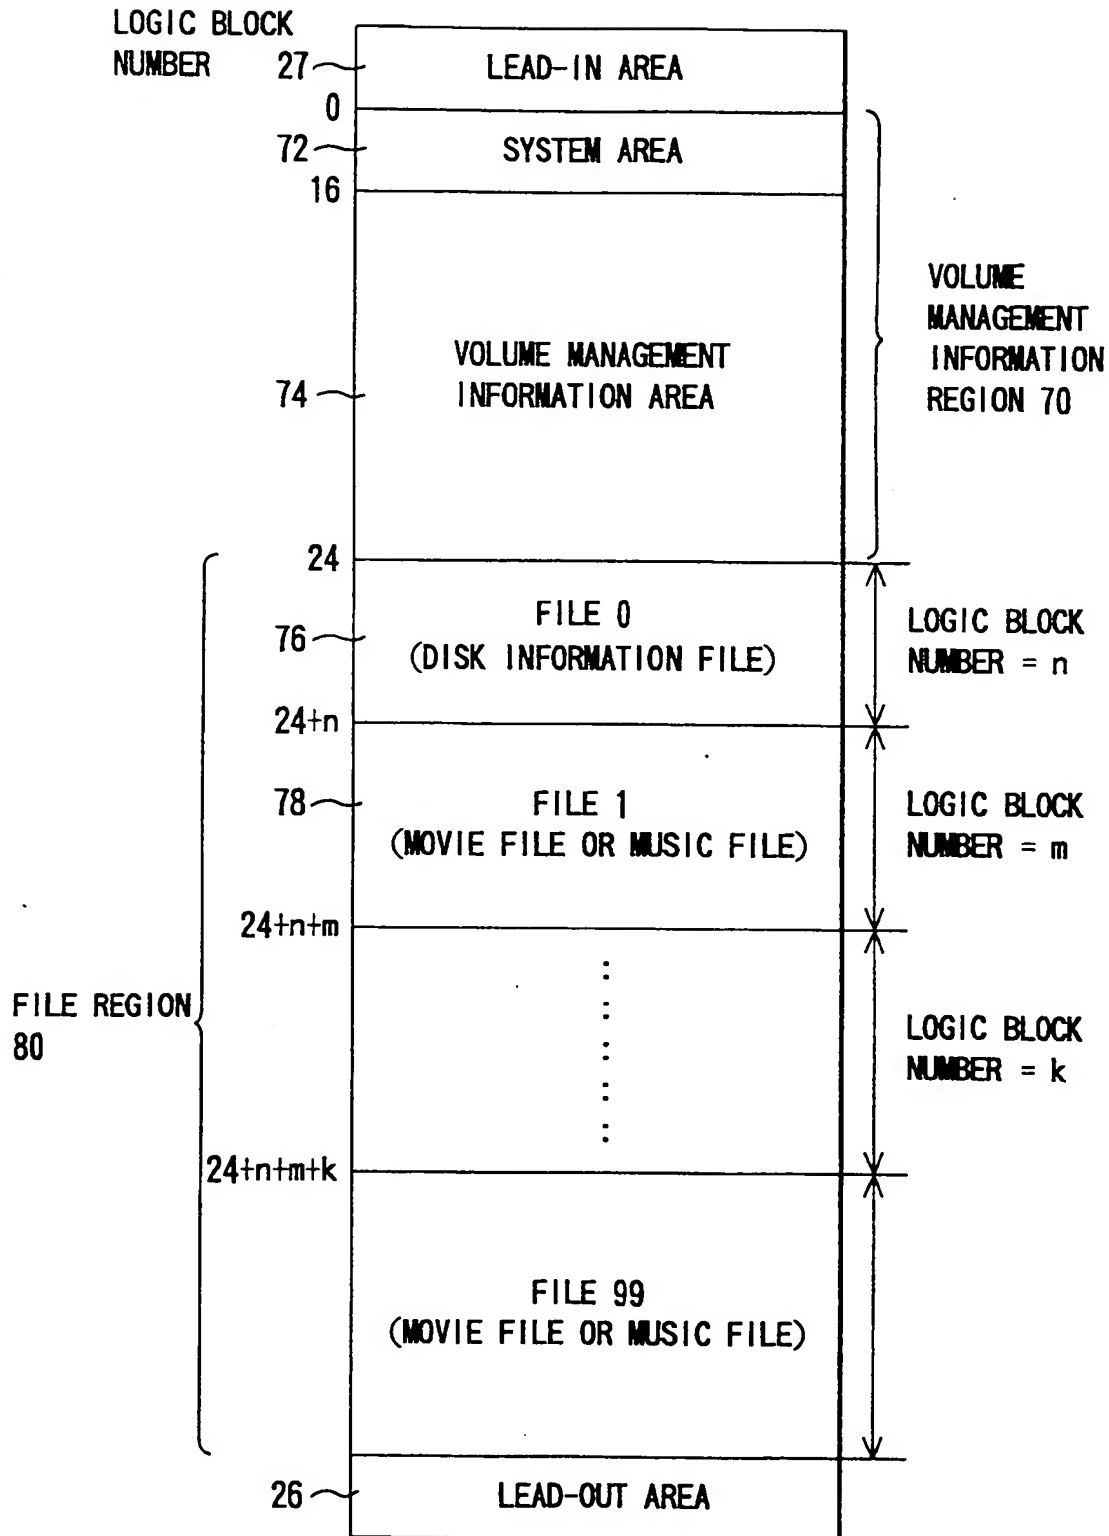 LOGIC BLOCK
NUMBER
27
LEAD-IN AREA
0
72
SYSTEM AREA
16
VOLUME
MANAGEMENT
INFORMATION
REGION 70
74
VOLUME MANAGEMENT
INFORMATION AREA
24
76
FILE 0
(DISK INFORMATION FILE)
LOGIC BLOCK
NUMBER = n
24+n
78
FILE 1
(MOVIE FILE OR MUSIC FILE)
LOGIC BLOCK
NUMBER = m
24+n+m
FILE REGION
80
LOGIC BLOCK
NUMBER = k
24+n+m+k
FILE 99
(MOVIE FILE OR MUSIC FILE)
26
LEAD-OUT AREA